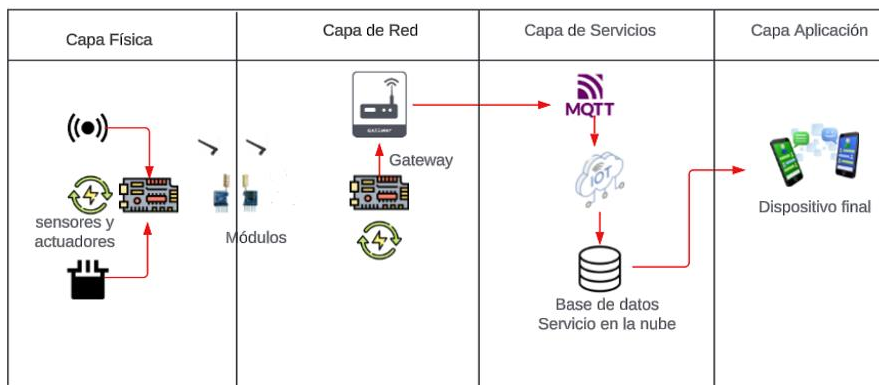 Capa Física
Capa de Red
Capa de Servicios
Capa Aplicación
MQTT
Gateway
IOT
sensores y
actuadores
Módulos
Dispositivo final
Base de datos
Servicio en la nube